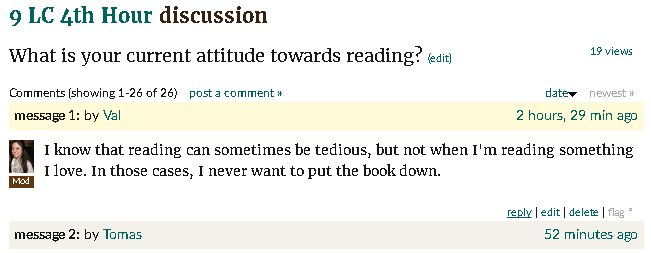 9 LC 4th Hour discussion
What is your current attitude towards reading? (edit)
19 views
Comments (showing 1-26 of 26) post a comment » date newest »
message 1: by Val 2 hours, 29 min ago
I know that reading can sometimes be tedious, but not when I'm reading something
I love. In those cases, I never want to put the book down.
Mod
reply | edit | delete | flag *
message 2: by Tomas 52 minutes ago